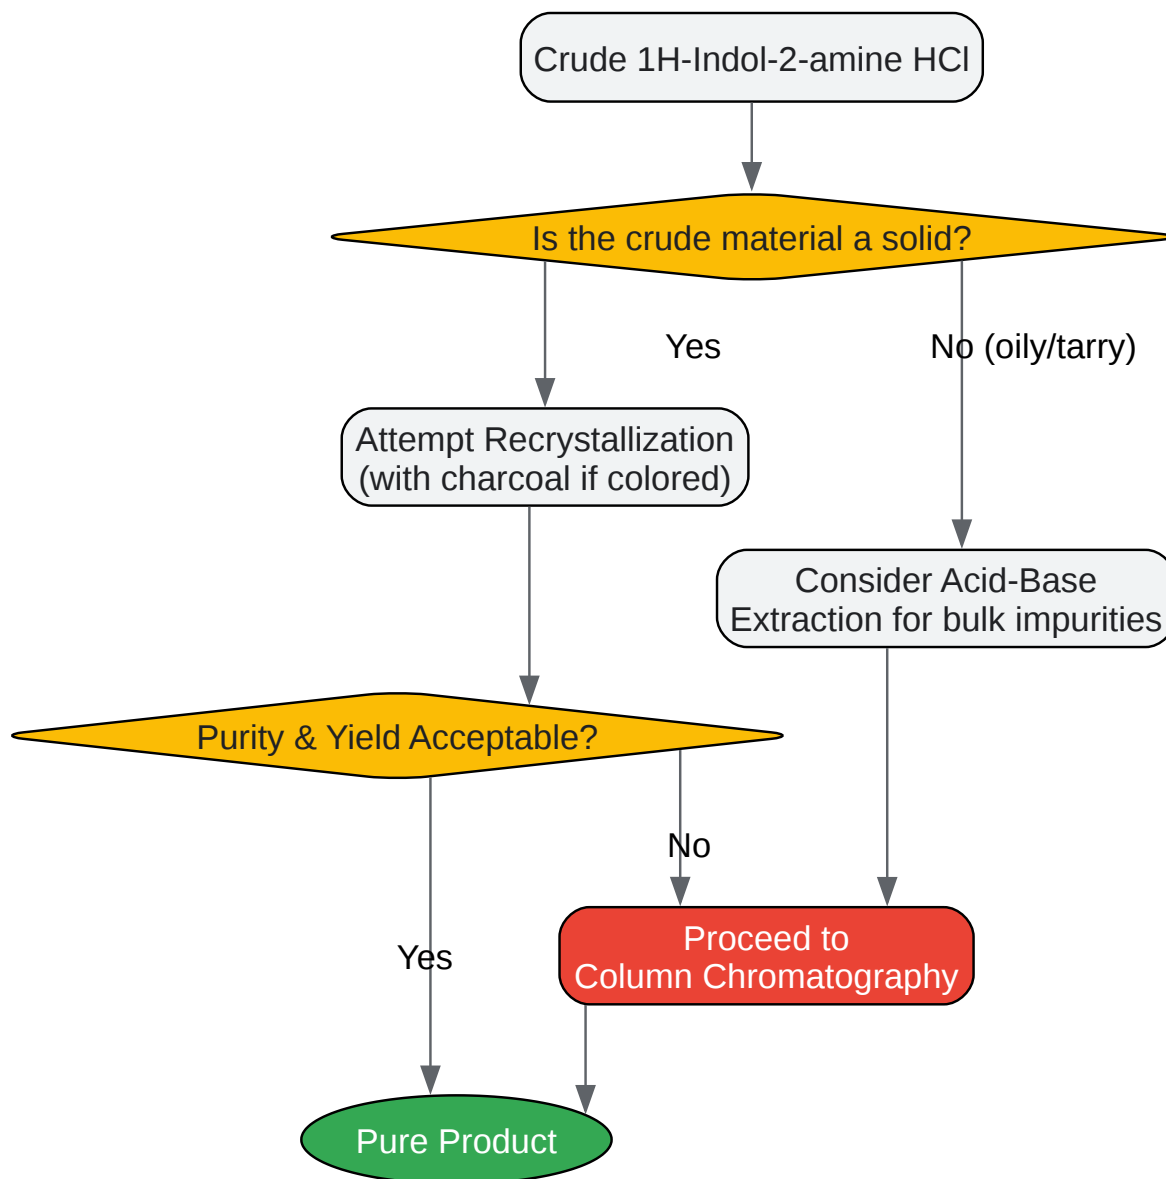 Crude 1H-Indol-2-amine HCl
Is the crude material a solid?
Yes
No (oily/tarry)
Attempt Recrystallization
(with charcoal if colored)
Consider Acid-Base
Extraction for bulk impurities
Purity & Yield Acceptable?
No
Yes
Proceed to
Column Chromatography
Pure Product